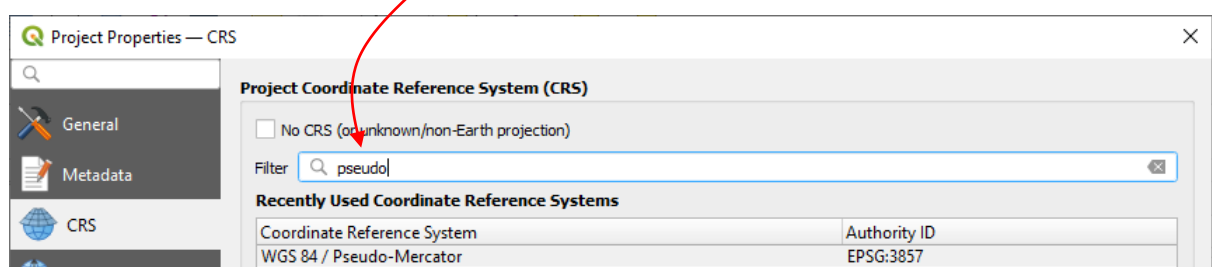 Project Properties — CRS
Project Coordinate Reference System (CRS)
General
No CRS (or unknown/non-Earth projection)
Filter pseudo
Metadata
Recently Used Coordinate Reference Systems
CRS
Coordinate Reference System Authority ID
WGS 84 / Pseudo-Mercator EPSG:3857